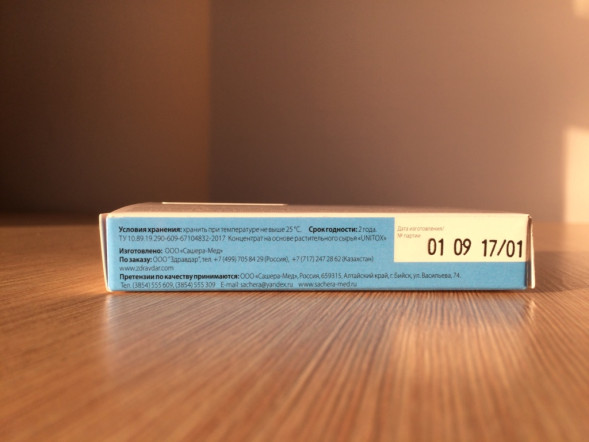 Условия хранения: хранить при температуре не выше 25 °C. Срок годности: 2 года.
ТУ 10.89.19.290-609-67104832-2017 Концентрат на основе растительного сырья «UNITOX»
Изготовлено: ООО «Сашера-Мед»
По заказу: ООО "Здравдар", тел. +7 (499) 705 84 29 (Россия), +7 (717) 247 28 62 (Казахстан)
www.zdravdar.com
Претензии по качеству принимаются: ООО «Сашера-Мед», Россия, 659315, Алтайский край, г. Бийск, ул. Васильева, 74.
Тел. (3854) 555 609, (3854) 555 309 E-mail: sachera@yandex.ru www.sachera-med.ru
Дата изготовления:
№ партии:
01 09 17/01